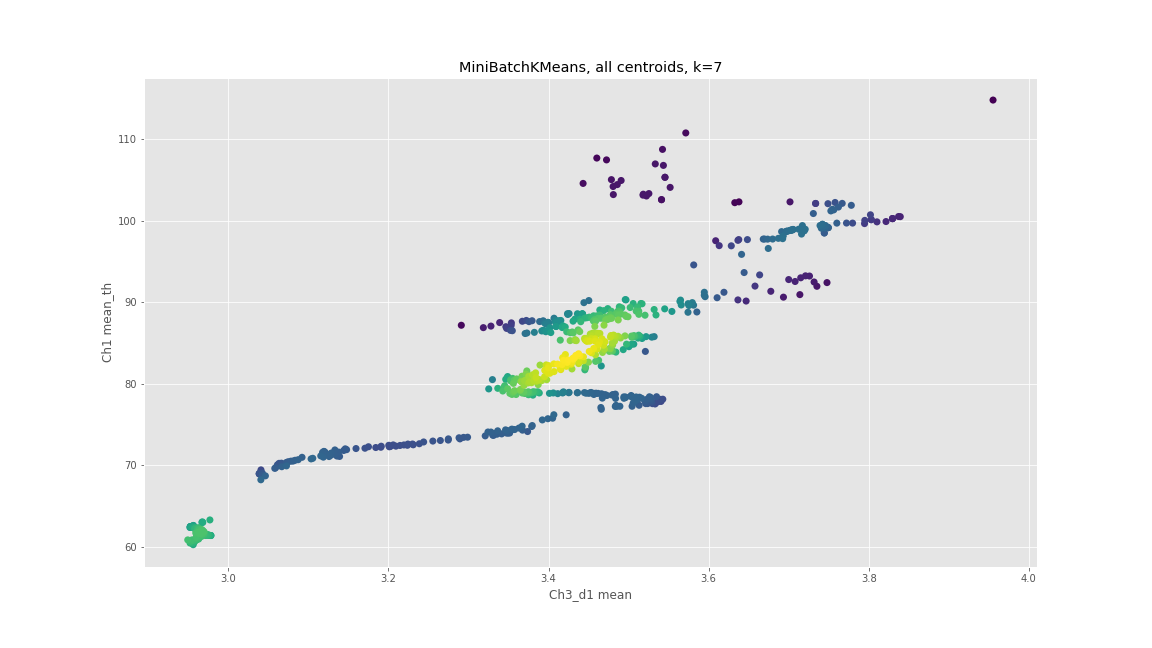 MiniBatchKMeans, all centroids, k=7
110
100
90
80
70
60
Ch1 mean_th
3.0 3.2 3.4 3.6 3.8 4.0
Ch3_d1 mean